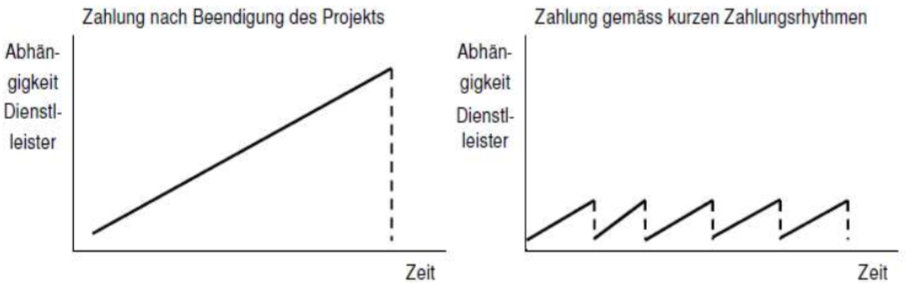 Zahlung nach Beendigung des Projekts
Abhän-
gigkeit
Dienstl-
leister
Zeit
Zahlung gemäss kurzen Zahlungsrhythmen
Abhän-
gigkeit
Dienstl-
leister
Zeit